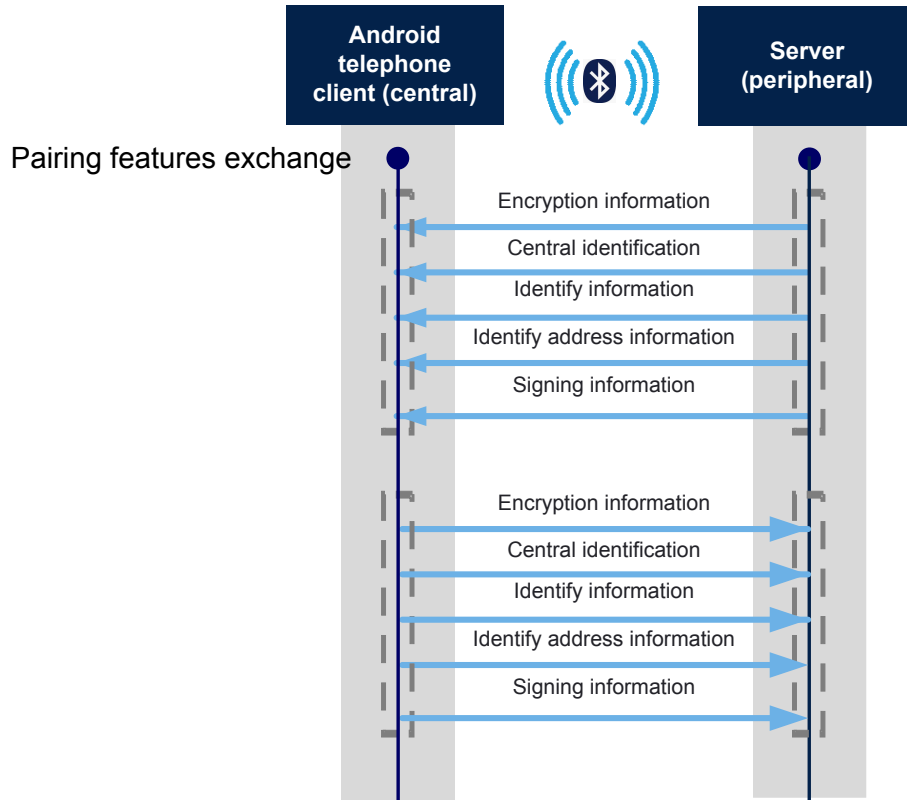 Android
telephone
client (central)
Server
(peripheral)
Pairing features exchange
Encryption information
Central identification
Identify information
Identify address information
Signing information
Encryption information
Central identification
Identify information
Identify address information
Signing information